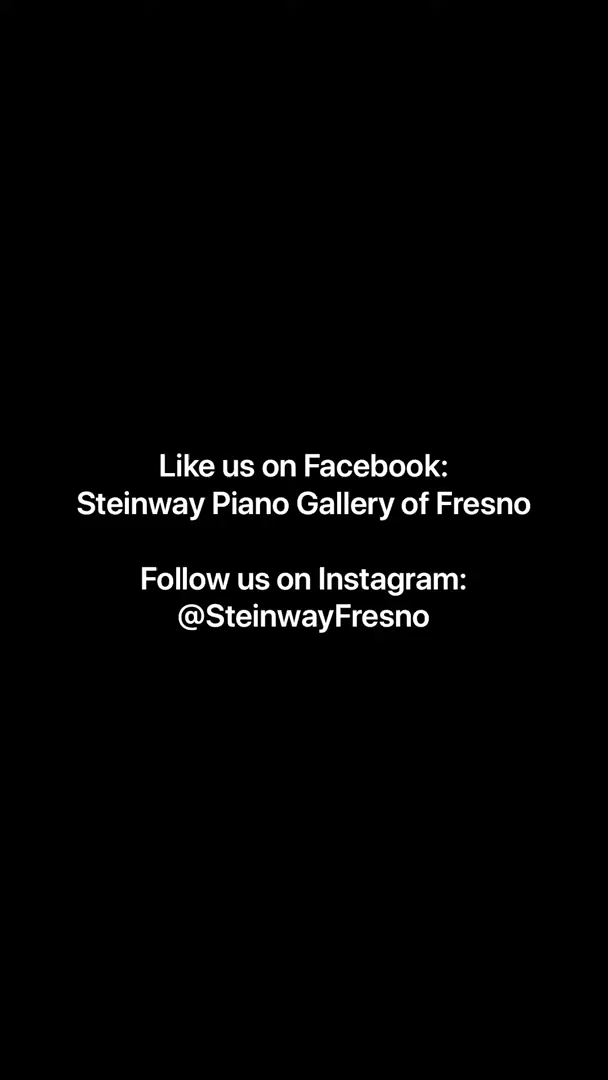 Like us on Facebook:
Steinway Piano Gallery of Fresno
Follow us on Instagram:
@SteinwayFresno